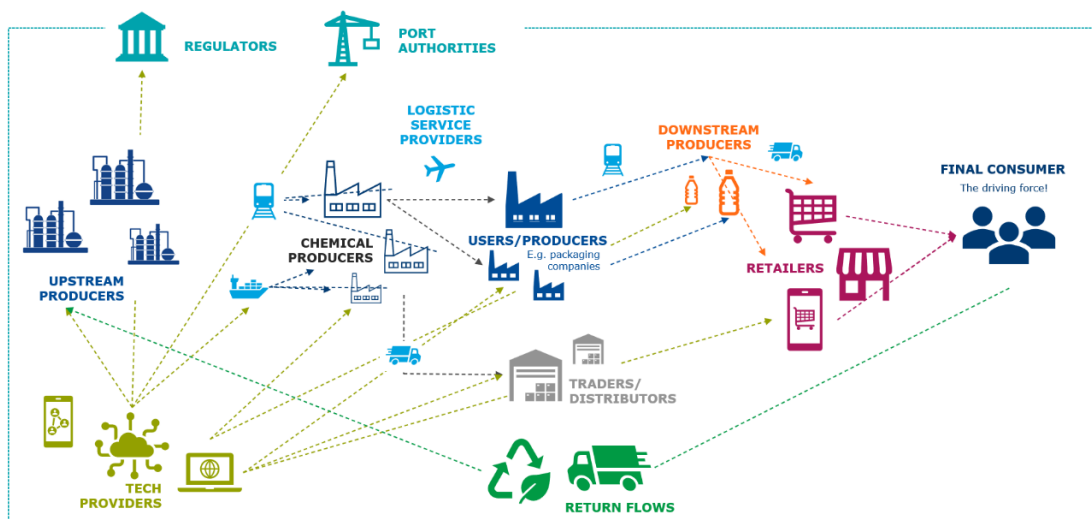 REGULATORS
PORT
AUTHORITIES
LOGISTIC
SERVICE
PROVIDERS
DOWNSTREAM
PRODUCERS
FINAL CONSUMER
The driving force!
CHEMICAL
PRODUCERS
USERS/PRODUCERS
E.g. packaging
companies
UPSTREAM
PRODUCERS
RETAILERS
TRADERS/
DISTRIBUTORS
TECH
PROVIDERS
RETURN FLOWS